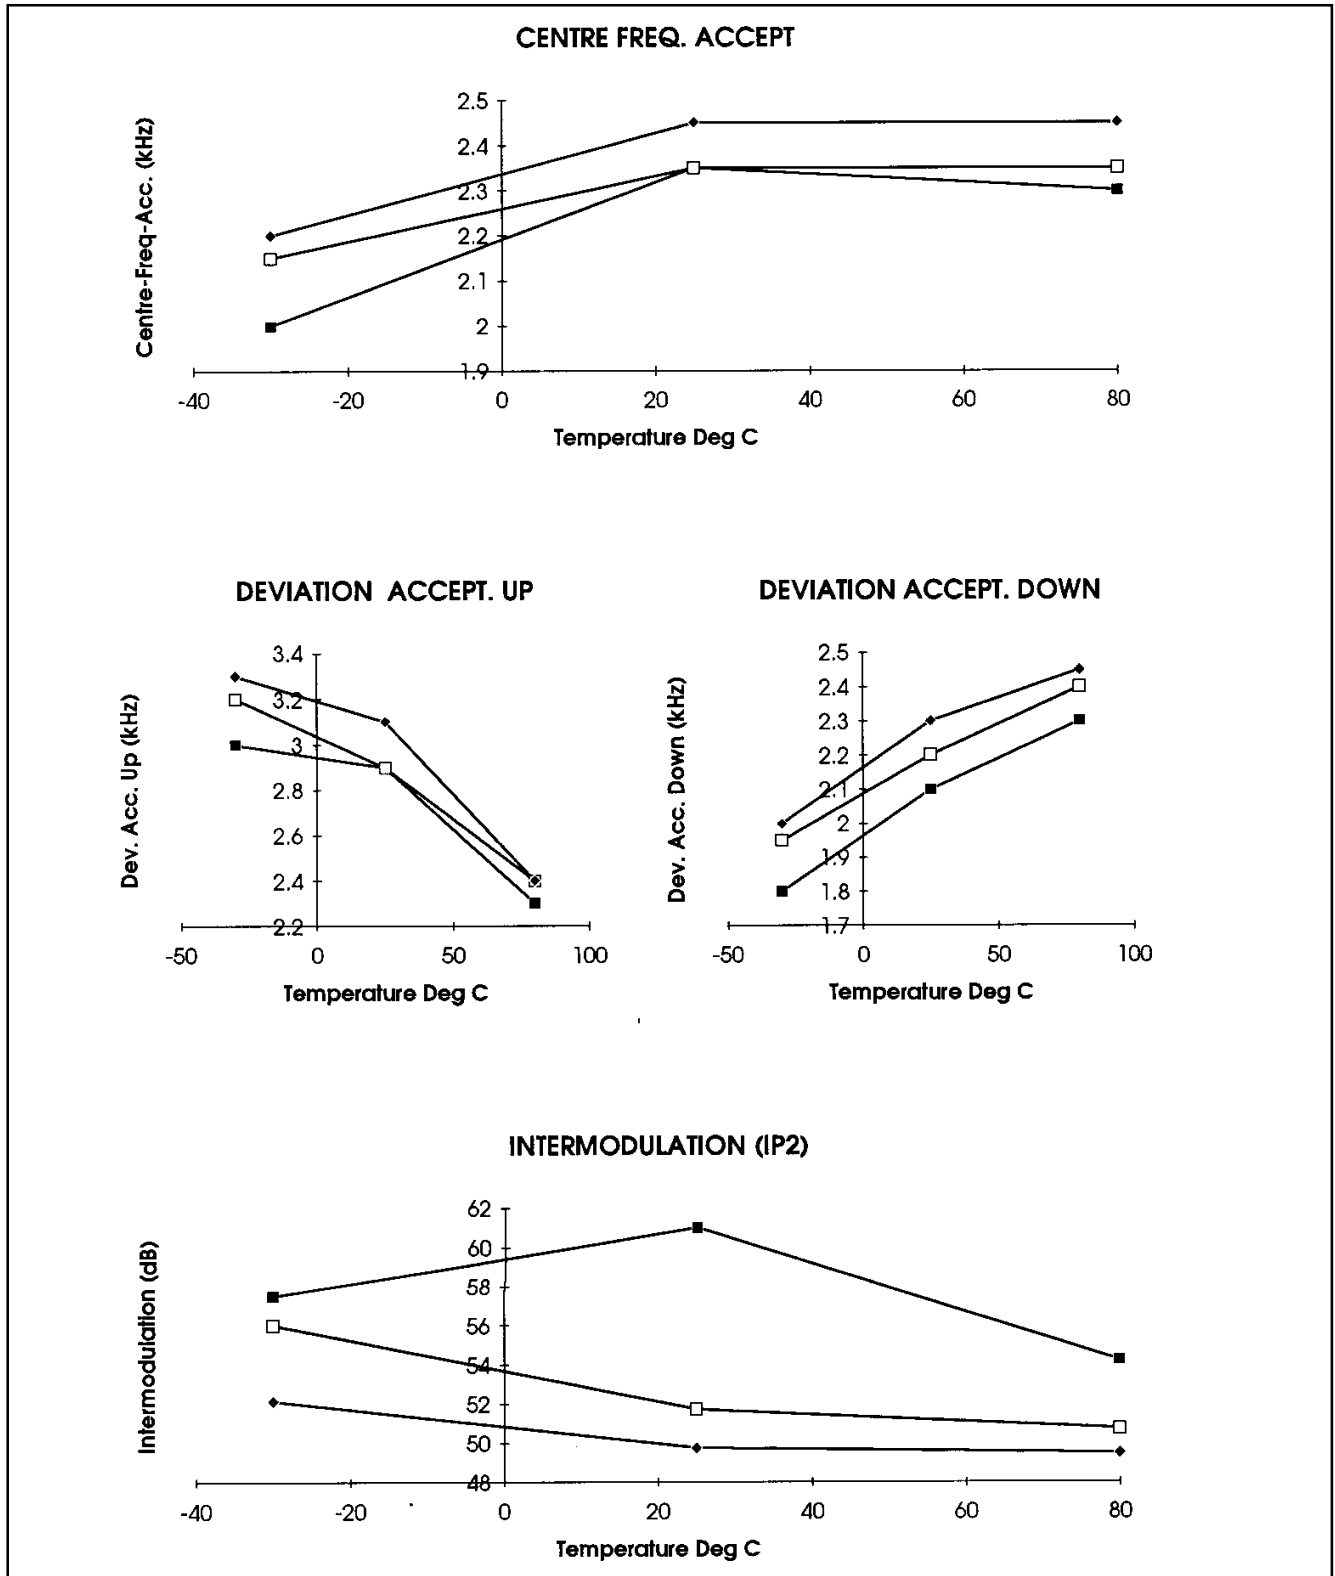 CENTRE FREQ. ACCEPT
Centre-Freq-Acc. (kHz)
2.5
2.4
2.3
2.2
2.1
2
1.9
-40 -20 0 20 40 60 80
Temperature Deg C
DEVIATION ACCEPT. UP
Dev. Acc. Up (kHz)
3.4
3.2
3
2.8
2.6
2.4
2.2
-50 0 50 100
Temperature Deg C
DEVIATION ACCEPT. DOWN
Dev. Acc. Down (kHz)
2.5
2.4
2.3
2.2
2.1
2
1.9
1.8
1.7
-50 0 50 100
Temperature Deg C
INTERMODULATION (IP2)
Intermodulation (dB)
62
60
58
56
54
52
50
48
-40 -20 0 20 40 60 80
Temperature Deg C